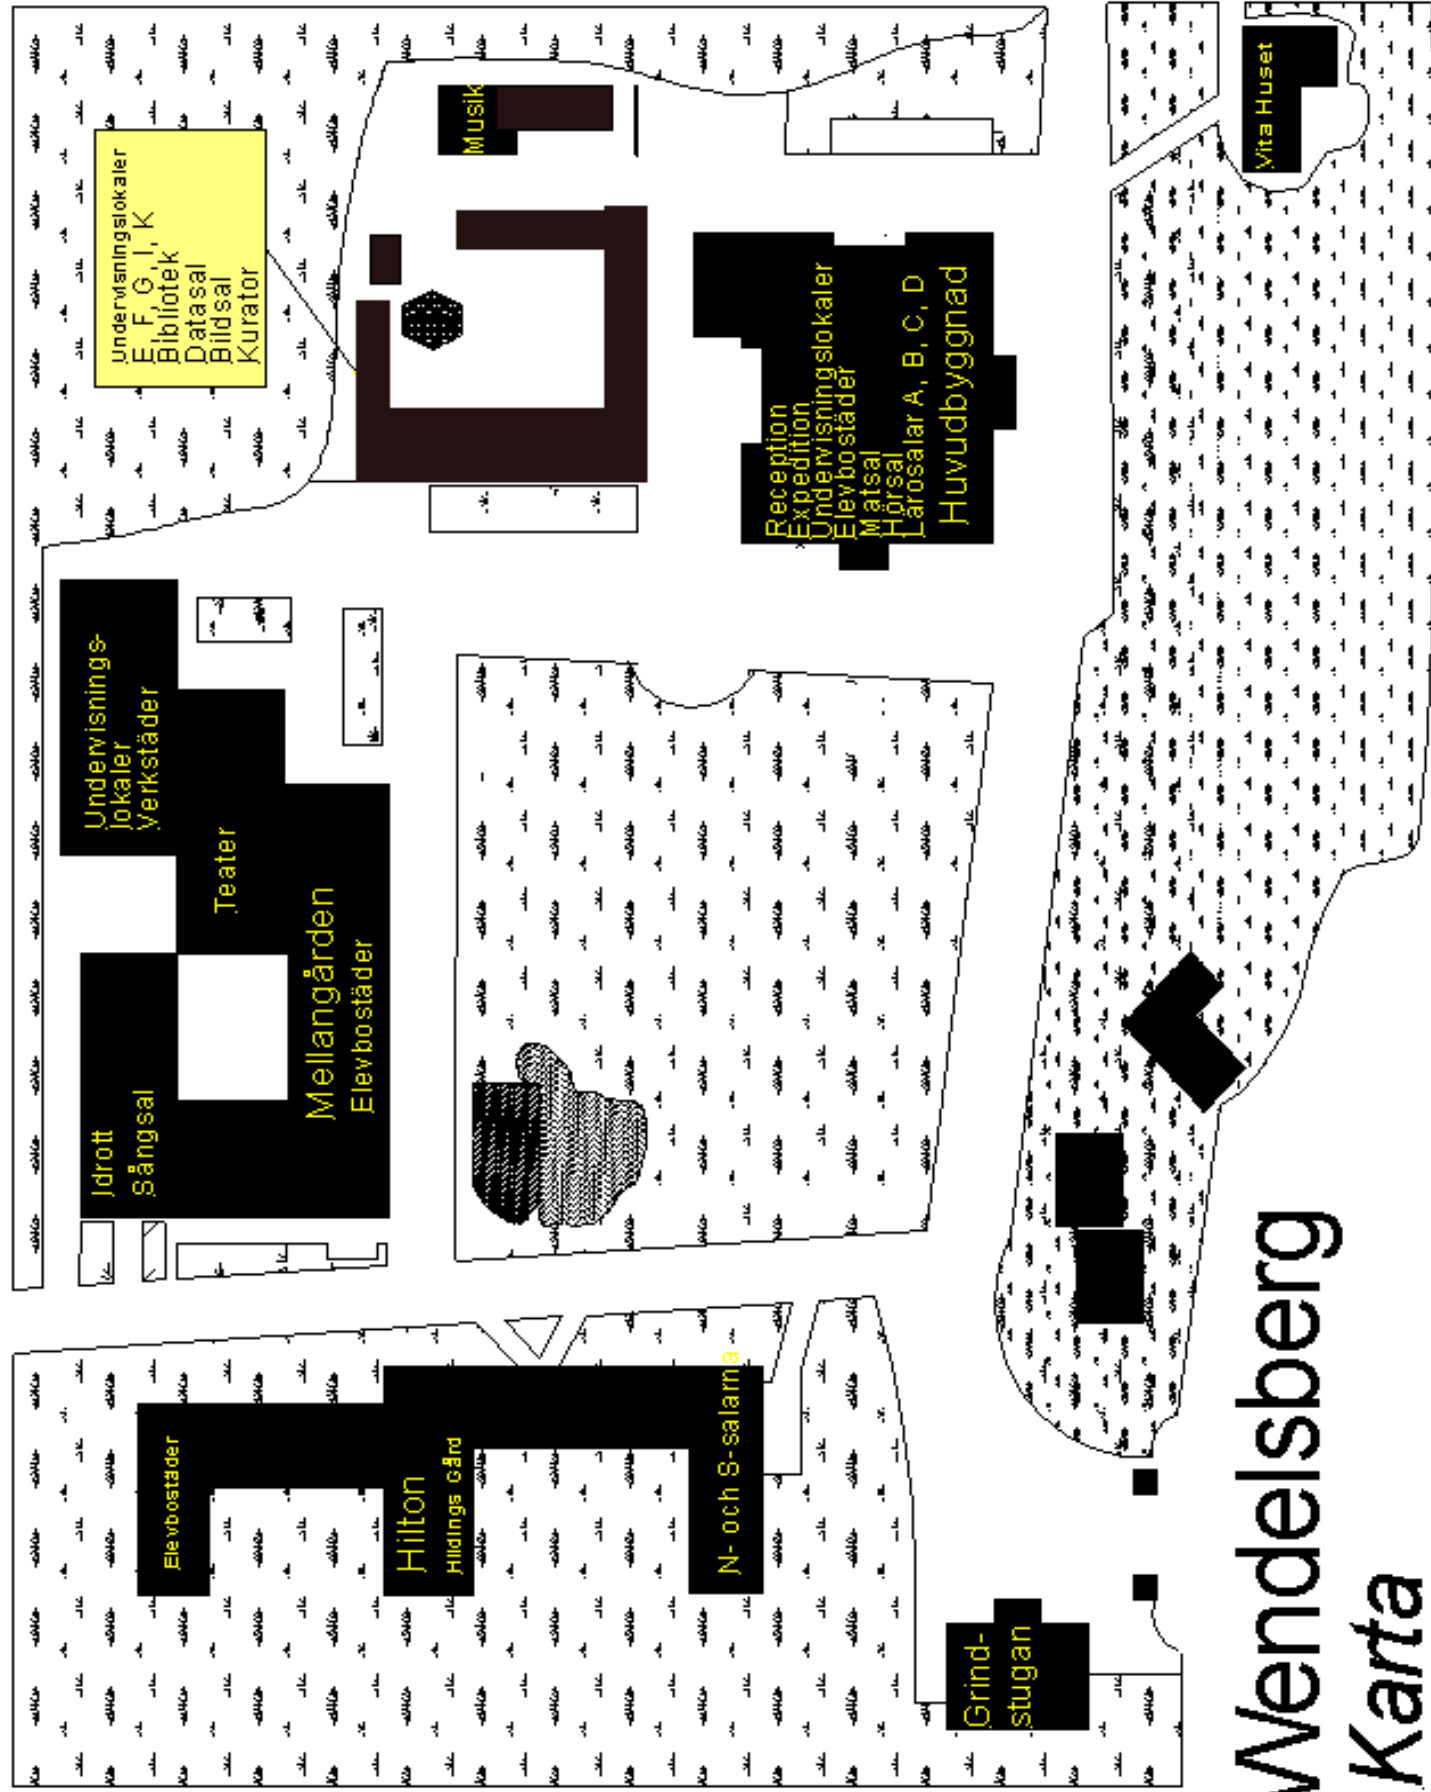 Undervisningslokaler
E, F, G, I, K
Bibliotek
Datasal
Bildsal
Kurator
Musik
Vita Huset
Undervisnings-
lokaler
Verkstäder
Teater
Idrott
Sångsal
Mellangården
Elevbostäder
Reception
Expedition
Undervisningslokaler
Elevbostäder
Matsal
Hörsal
Lärosalar A, B, C, D
Huvudbyggnad
Elevbostäder
Hilton
Hildings Gård
N- och S-salarna
Grind-
stugan
Wendelsberg
Karta